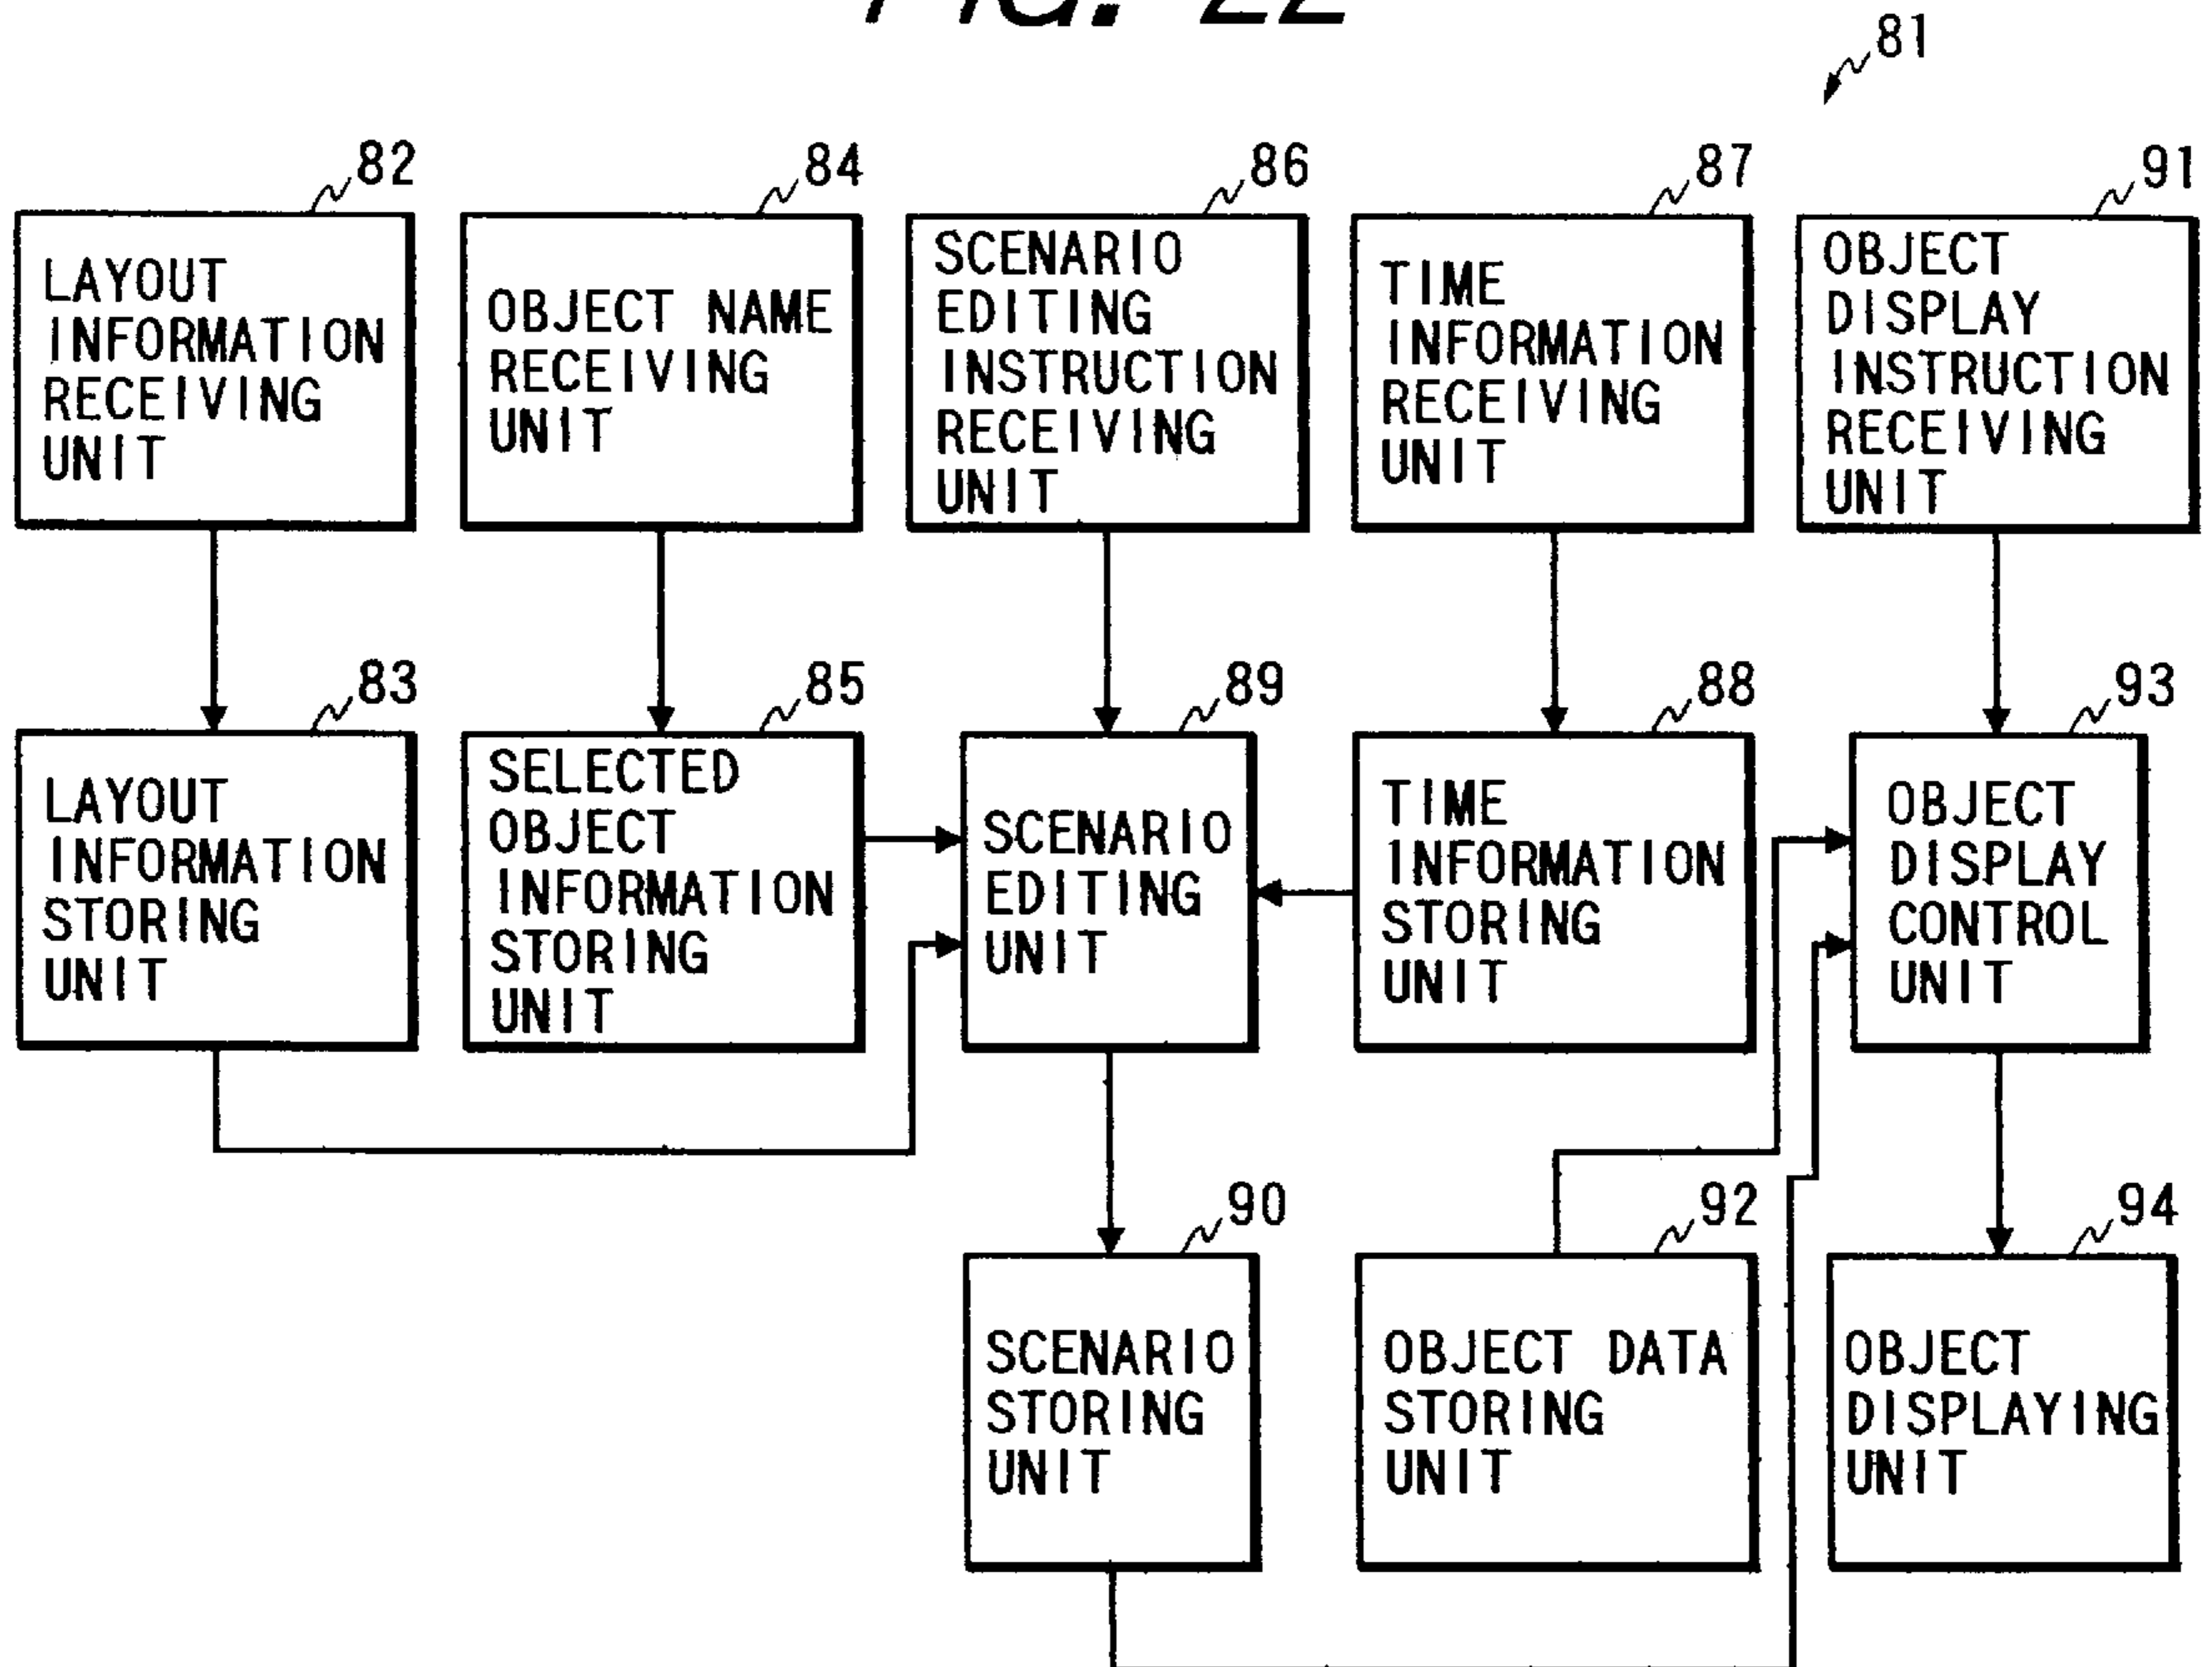 FIG. 22
81
82
LAYOUT
INFORMATION
RECEIVING
UNIT
84
OBJECT NAME
RECEIVING
UNIT
86
SCENARIO
EDITING
INSTRUCTION
RECEIVING
UNIT
87
TIME
INFORMATION
RECEIVING
UNIT
91
OBJECT
DISPLAY
INSTRUCTION
RECEIVING
UNIT
83
LAYOUT
INFORMATION
STORING
UNIT
85
SELECTED
OBJECT
INFORMATION
STORING
UNIT
89
SCENARIO
EDITING
UNIT
88
TIME
INFORMATION
STORING
UNIT
93
OBJECT
DISPLAY
CONTROL
UNIT
90
SCENARIO
STORING
UNIT
92
OBJECT DATA
STORING
UNIT
94
OBJECT
DISPLAYING
UNIT